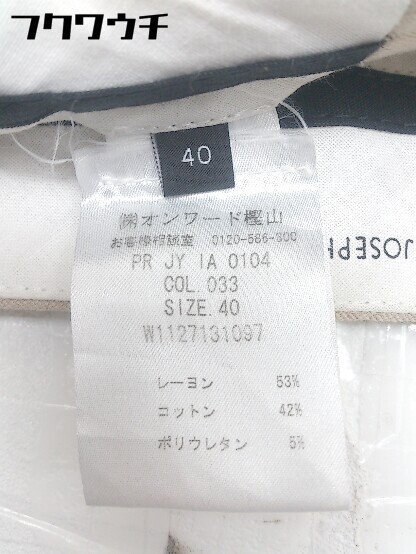 フクワウチ
40
㈱オンワード樫山
お客様相談室 0120-586-300
PR JY IA 0104
COL.033
SIZE.40
W1127131097
レーヨン 53%
コットン 42%
ポリウレタン 5%
JOSEPH